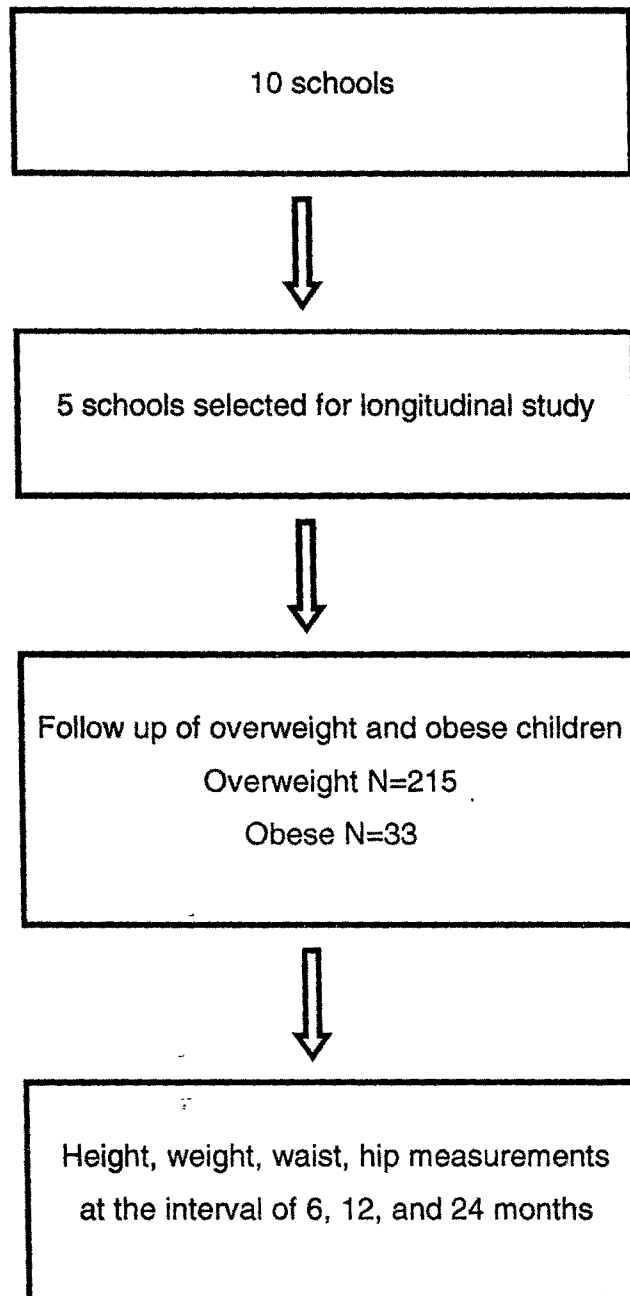 10 schools
5 schools selected for longitudinal study
Follow up of overweight and obese children
Overweight N=215
Obese N=33
Height, weight, waist, hip measurements
at the interval of 6, 12, and 24 months